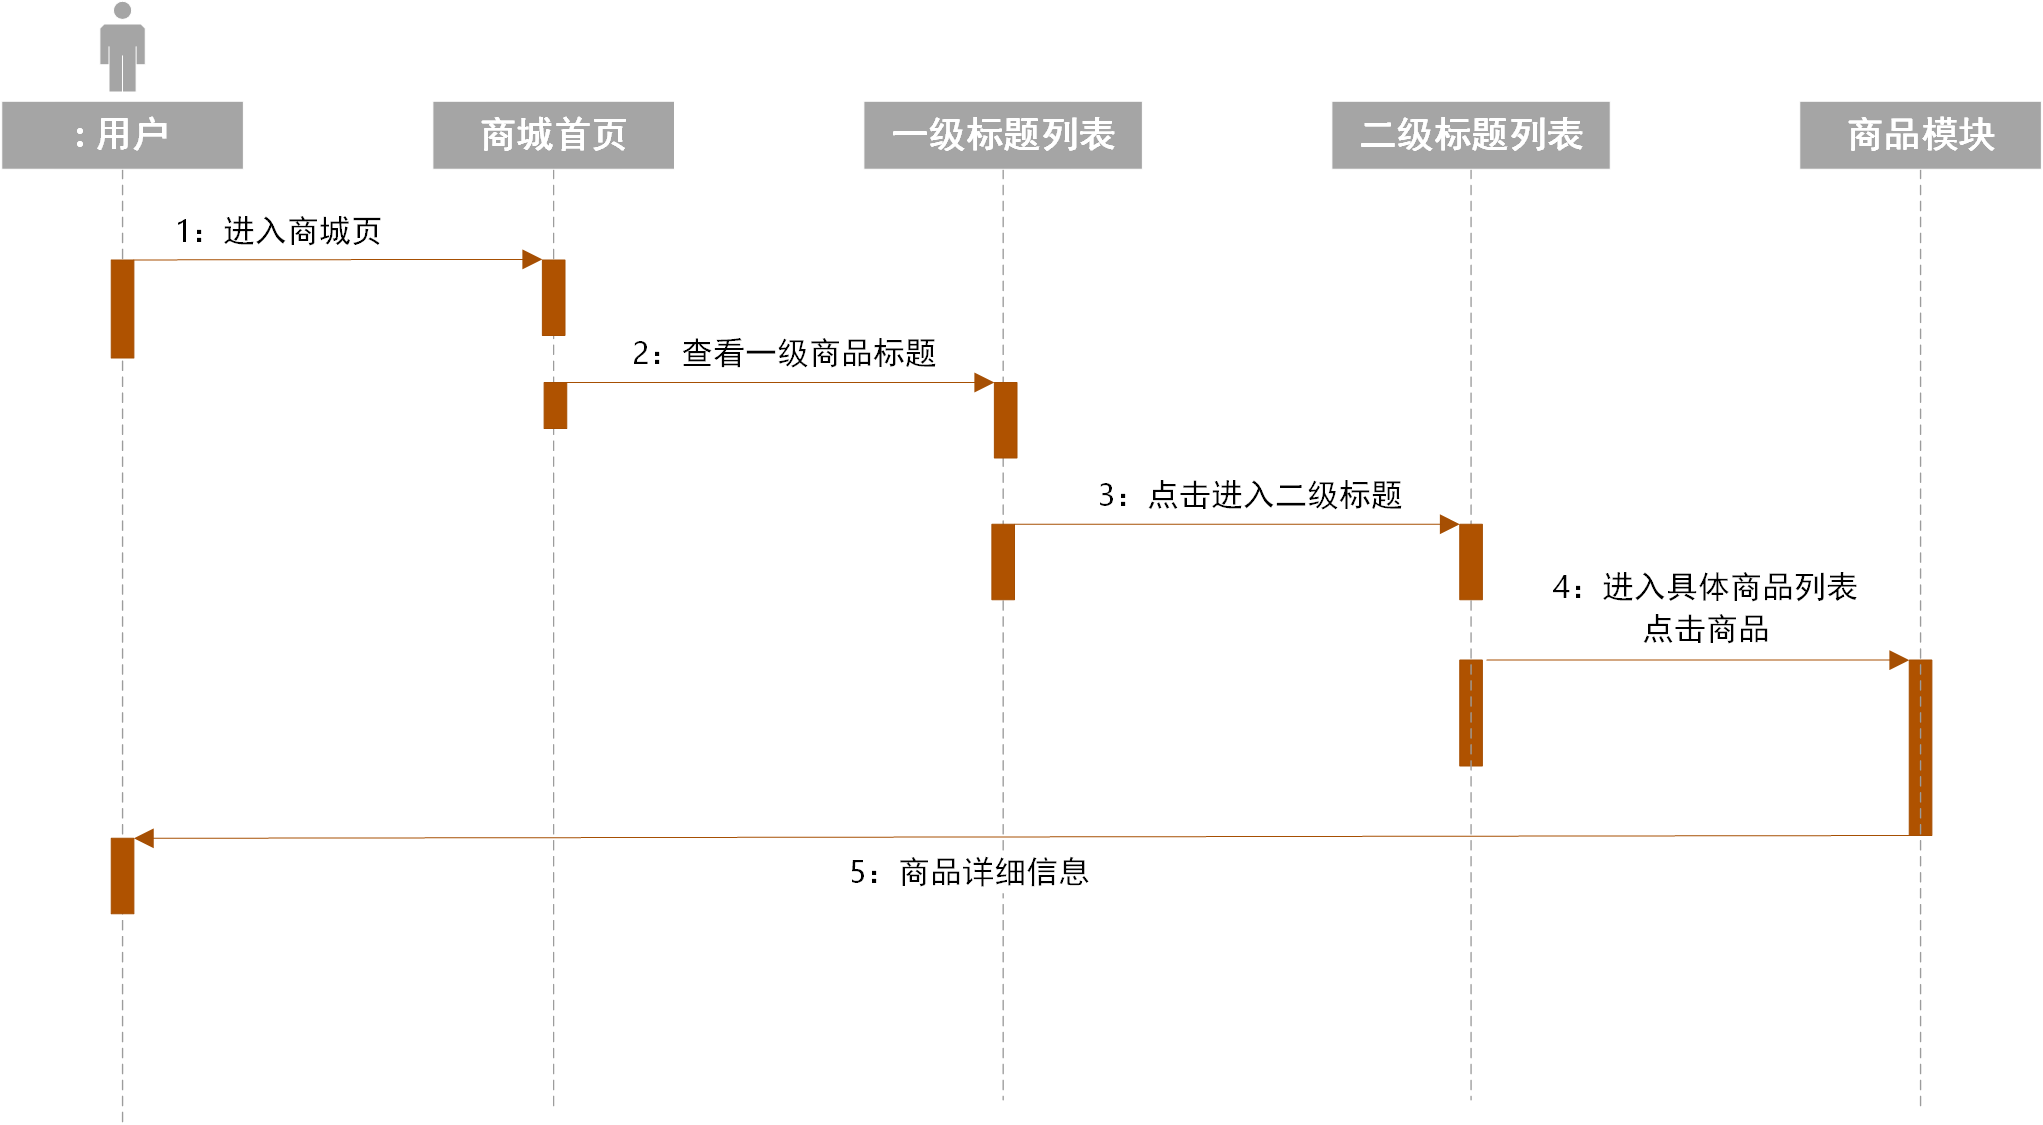 : 用户
商城首页
一级标题列表
二级标题列表
商品模块
1：进入商城页
2：查看一级商品标题
3：点击进入二级标题
4：进入具体商品列表
点击商品
5：商品详细信息